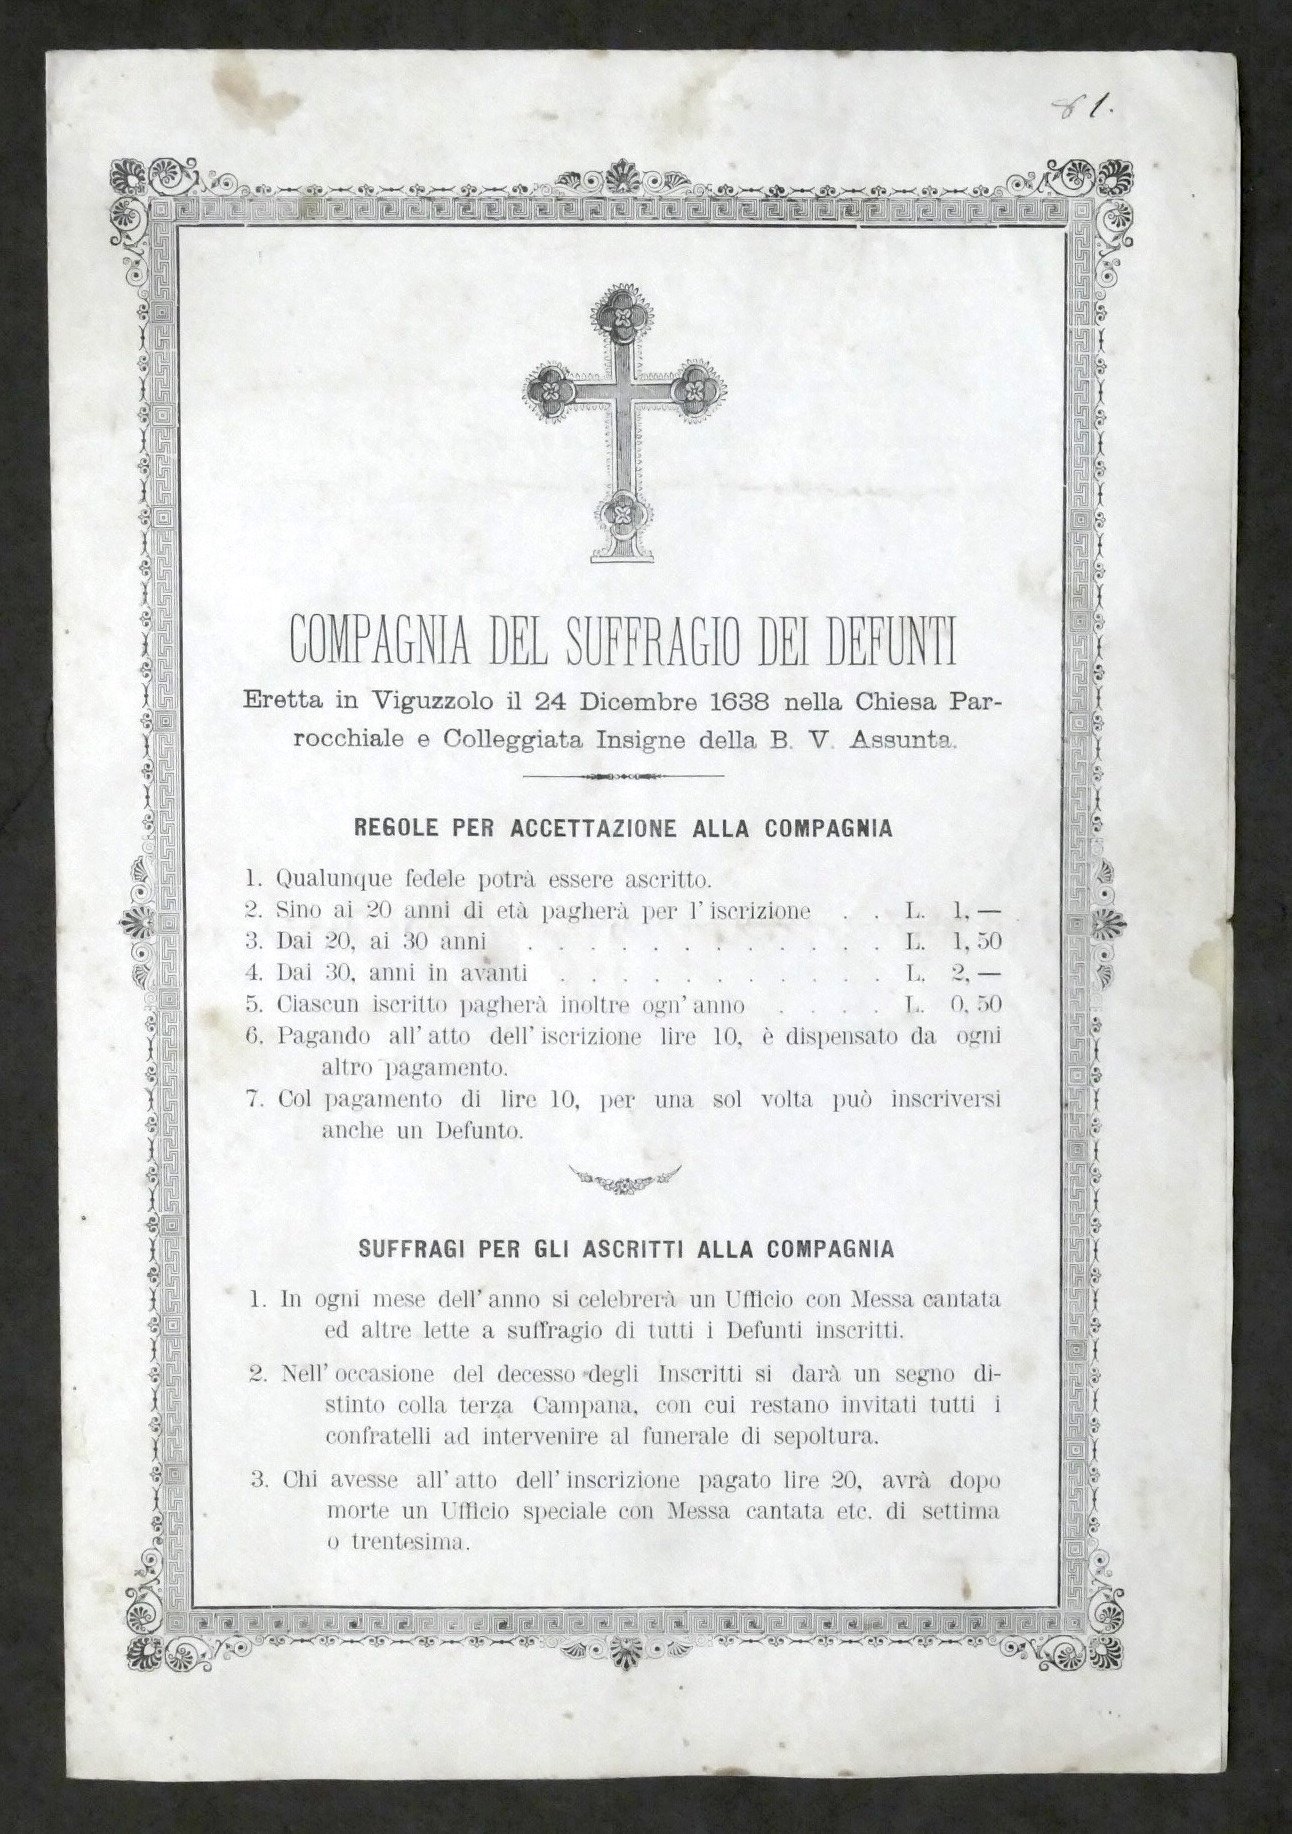 81.
COMPAGNIA DEL SUFFRAGIO DEI DEFUNTI
Eretta in Viguzzolo il 24 Dicembre 1638 nella Chiesa Par-
rocchiale e Colleggiata Insigne della B. V. Assunta.
REGOLE PER ACCETTAZIONE ALLA COMPAGNIA
1. Qualunque fedele potrà essere ascritto.
2. Sino ai 20 anni di età pagherà per l' iscrizione . . L. 1, —
3. Dai 20, ai 30 anni . . . . . . . . . . . . L. 1, 50
4. Dai 30, anni in avanti . . . . . . . . . . . L. 2, —
5. Ciascun iscritto pagherà inoltre ogn' anno . . . . L. 0, 50
6. Pagando all' atto dell' iscrizione lire 10, è dispensato da ogni
altro pagamento.
7. Col pagamento di lire 10, per una sol volta può inscriversi
anche un Defunto.
SUFFRAGI PER GLI ASCRITTI ALLA COMPAGNIA
1. In ogni mese dell' anno si celebrerà un Ufficio con Messa cantata
ed altre lette a suffragio di tutti i Defunti inscritti.
2. Nell' occasione del decesso degli Inscritti si darà un segno di-
stinto colla terza Campana, con cui restano invitati tutti i
confratelli ad intervenire al funerale di sepoltura.
3. Chi avesse all' atto dell' inscrizione pagato lire 20, avrà dopo
morte un Ufficio speciale con Messa cantata etc. di settima
o trentesima.